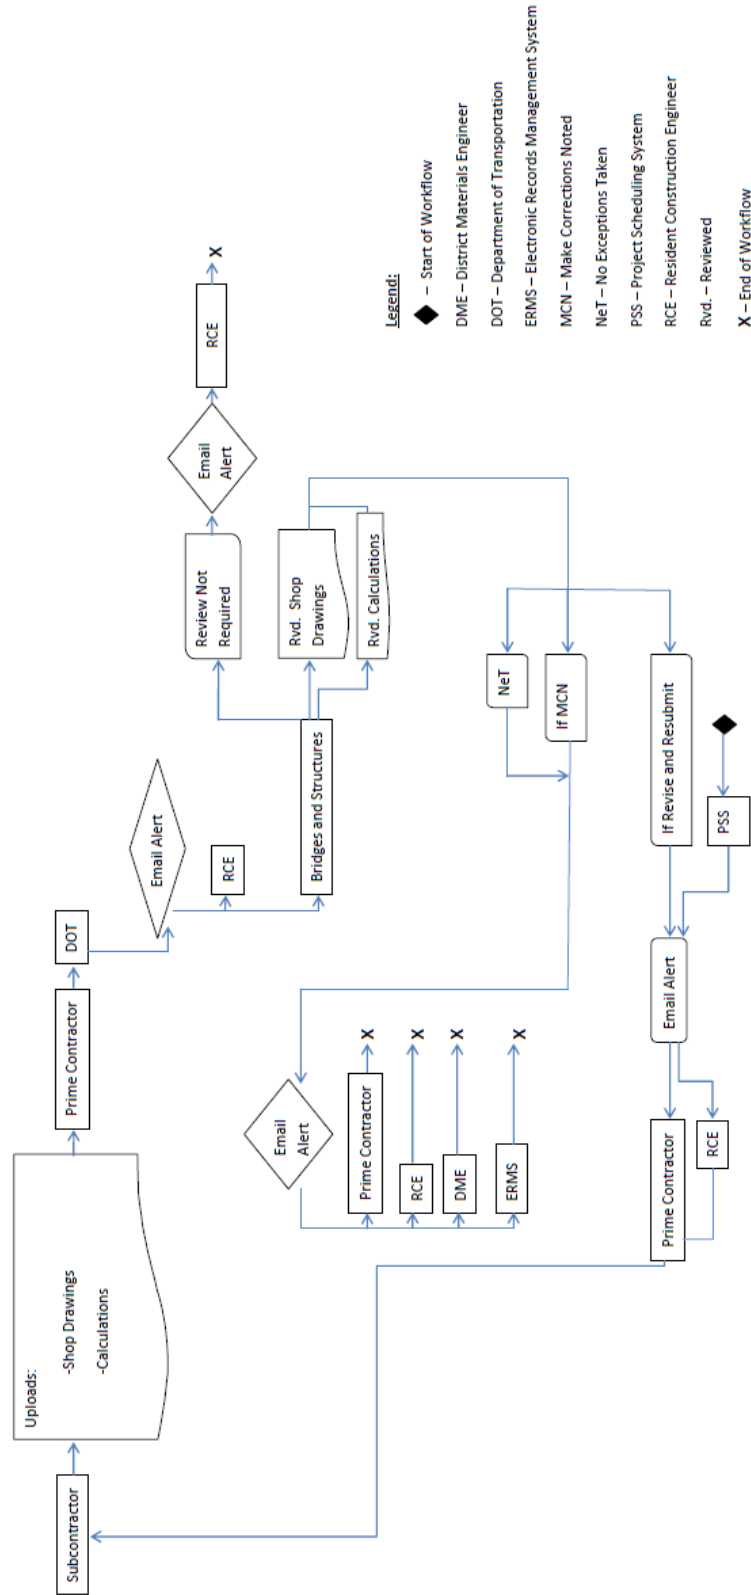 Subcontractor
Uploads:
-Shop Drawings
-Calculations
Prime Contractor
DOT
Email Alert
RCE
Bridges and Structures
Review Not
Required
Email
Alert
RCE
X
Rvd.  Shop
Drawings
Rvd. Calculations
NeT
If MCN
If Revise and Resubmit
PSS
Email Alert
Prime Contractor
RCE
Email
Alert
Prime Contractor
X
RCE
X
DME
X
ERMS
X
Legend:
– Start of Workflow
DME – District Materials Engineer
DOT – Department of Transportation
ERMS – Electronic Records Management System
MCN – Make Corrections Noted
NeT – No Exceptions Taken
PSS – Project Scheduling System
RCE – Resident Construction Engineer
Rvd. – Reviewed
X – End of Workflow